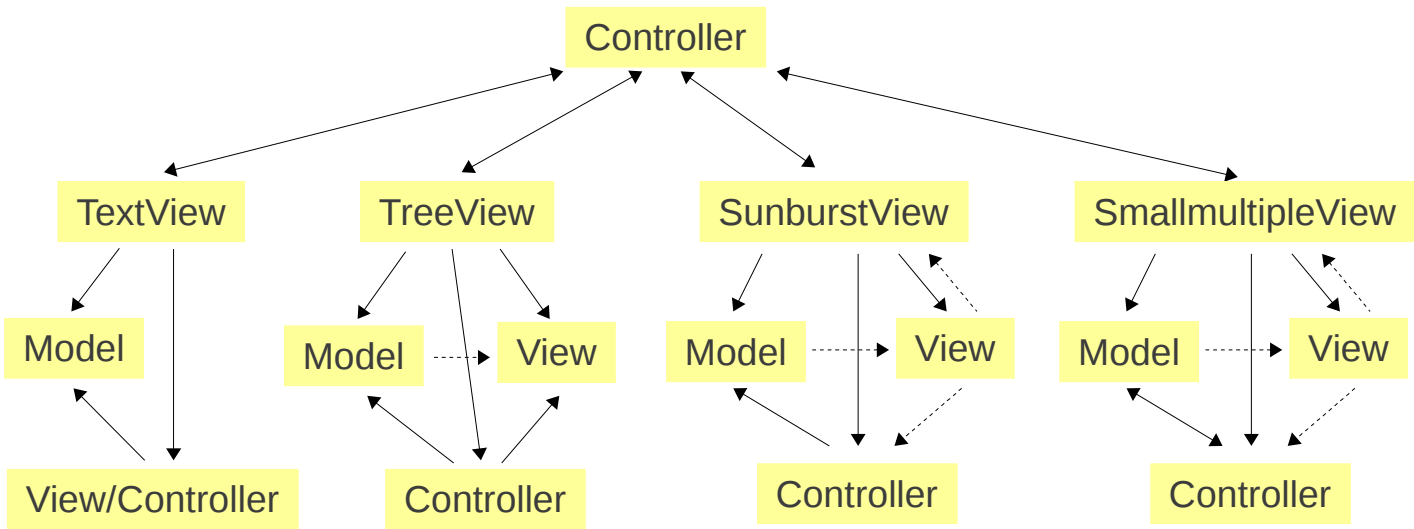 Controller
TextView
TreeView
SunburstView
SmallmultipleView
Model
Model
View
Model
View
Model
View
View/Controller
Controller
Controller
Controller